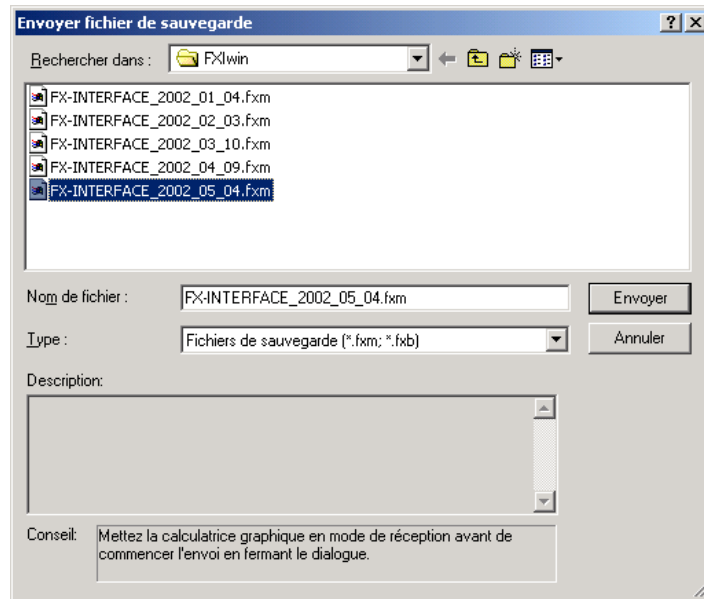 Envoyer fichier de sauvegarde
Rechercher dans :
FXIwin
FX-INTERFACE_2002_01_04.fxm
FX-INTERFACE_2002_02_03.fxm
FX-INTERFACE_2002_03_10.fxm
FX-INTERFACE_2002_04_09.fxm
FX-INTERFACE_2002_05_04.fxm
Nom de fichier :
FX-INTERFACE_2002_05_04.fxm
Envoyer
Type :
Fichiers de sauvegarde (*.fxm; *.fxb)
Annuler
Description:
Conseil:
Mettez la calculatrice graphique en mode de réception avant de
commencer l'envoi en fermant le dialogue.